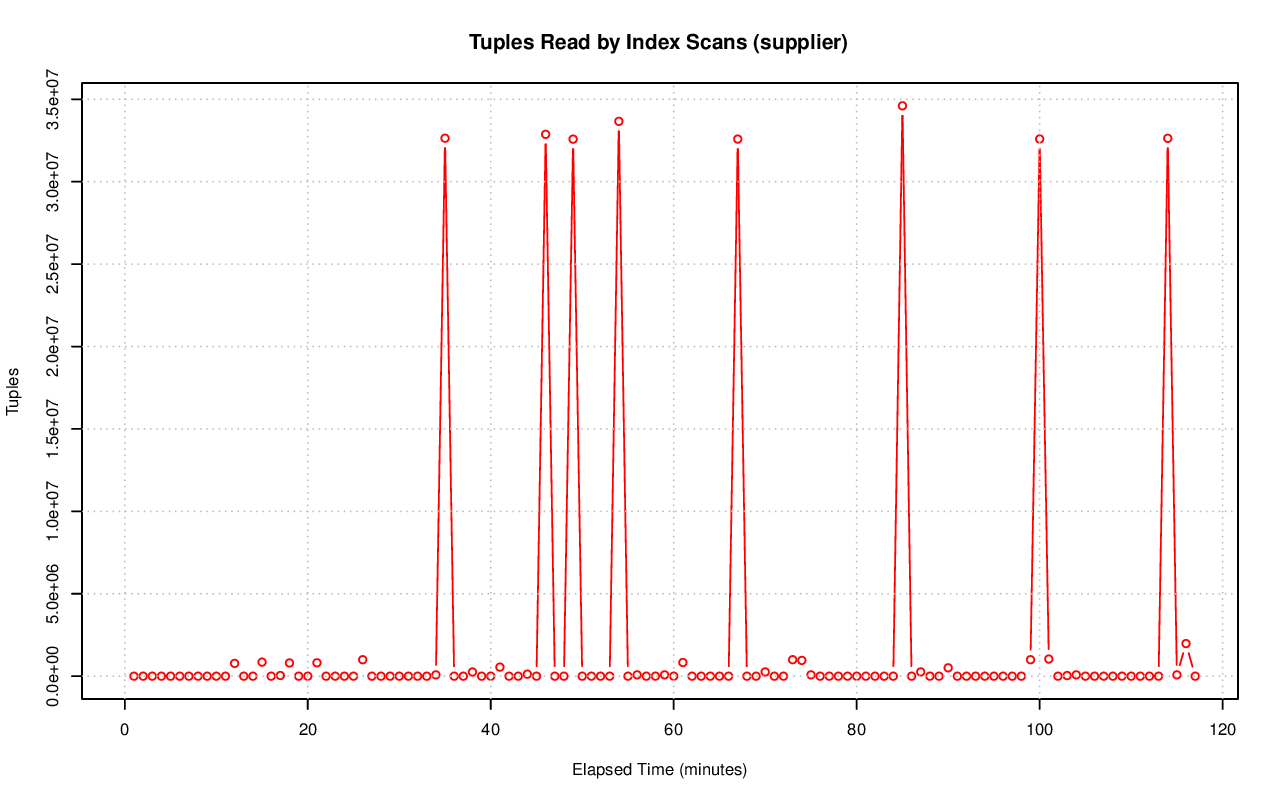 Tuples Read by Index Scans (supplier)
3.5e+07
3.0e+07
2.5e+07
2.0e+07
1.5e+07
1.0e+07
5.0e+06
0.0e+00
Tuples
0 20 40 60 80 100 120
Elapsed Time (minutes)